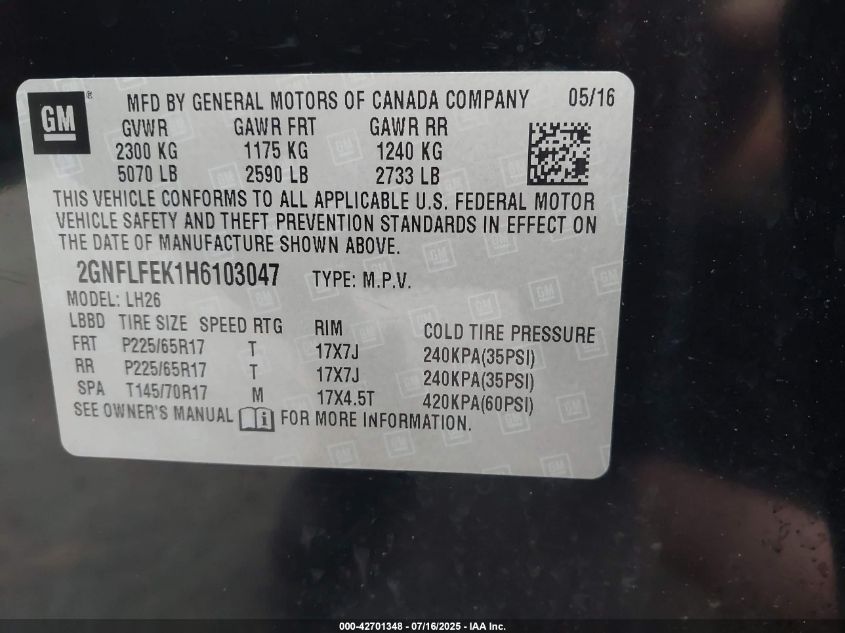 GM ® MFD BY GENERAL MOTORS OF CANADA COMPANY 05/16
GVWR GAWR FRT GAWR RR
2300 KG 1175 KG 1240 KG
5070 LB 2590 LB 2733 LB
THIS VEHICLE CONFORMS TO ALL APPLICABLE U.S. FEDERAL MOTOR
VEHICLE SAFETY AND THEFT PREVENTION STANDARDS IN EFFECT ON
THE DATE OF MANUFACTURE SHOWN ABOVE.
2GNFLFEK1H6103047 TYPE: M.P.V.
MODEL: LH26
LBBD TIRE SIZE SPEED RTG RIM COLD TIRE PRESSURE
FRT P225/65R17 T 17X7J 240KPA(35PSI)
RR P225/65R17 T 17X7J 240KPA(35PSI)
SPA T145/70R17 M 17X4.5T 420KPA(60PSI)
SEE OWNER'S MANUAL i FOR MORE INFORMATION.
000-42701348 - 07/16/2025 - IAA Inc.